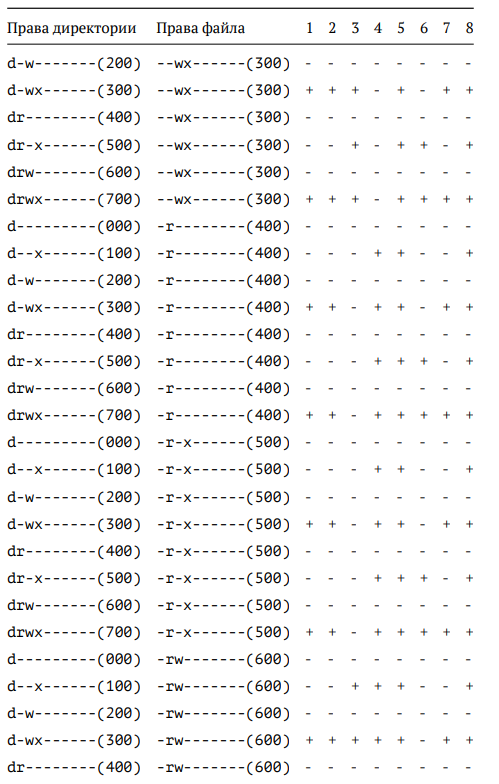 Права директории Права файла 1 2 3 4 5 6 7 8
d-w-------(200) --wx------(300) - - - - - - - -
d-wx------(300) --wx------(300) + + + - + - + +
dr--------(400) --wx------(300) - - - - - - - -
dr-x------(500) --wx------(300) - - + - + + - +
drw-------(600) --wx------(300) - - - - - - - -
drwx------(700) --wx------(300) + + + - + + + +
d---------(000) -r--------(400) - - - - - - - -
d--x------(100) -r--------(400) - - - + + - - +
d-w-------(200) -r--------(400) - - - - - - - -
d-wx------(300) -r--------(400) + + - + + - + +
dr--------(400) -r--------(400) - - - - - - - -
dr-x------(500) -r--------(400) - - - + + + - +
drw-------(600) -r--------(400) - - - - - - - -
drwx------(700) -r--------(400) + + - + + + + +
d---------(000) -r-x------(500) - - - - - - - -
d--x------(100) -r-x------(500) - - - + + - - +
d-w-------(200) -r-x------(500) - - - - - - - -
d-wx------(300) -r-x------(500) + + - + + - + +
dr--------(400) -r-x------(500) - - - - - - - -
dr-x------(500) -r-x------(500) - - - + + + - +
drw-------(600) -r-x------(500) - - - - - - - -
drwx------(700) -r-x------(500) + + - + + + + +
d---------(000) -rw-------(600) - - - - - - - -
d--x------(100) -rw-------(600) - - + + + - - +
d-w-------(200) -rw-------(600) - - - - - - - -
d-wx------(300) -rw-------(600) + + + + + - + +
dr--------(400) -rw-------(600) - - - - - - - -